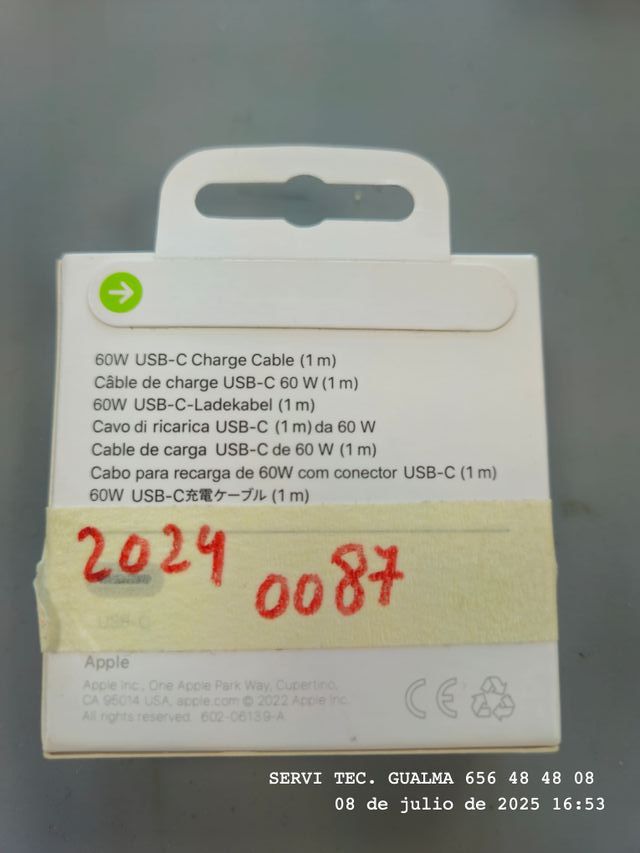 60W USB-C Charge Cable (1 m)
Câble de charge USB-C 60 W (1 m)
60W USB-C-Ladekabel (1 m)
Cavo di ricarica USB-C (1 m) da 60 W
Cable de carga USB-C de 60 W (1 m)
Cabo para recarga de 60W com conector USB-C (1 m)
60W USB-C充電ケーブル (1 m)
2024
0087
USB-C
Apple
Apple Inc., One Apple Park Way, Cupertino,
CA 95014 USA, apple.com © 2022 Apple Inc.
All rights reserved. 602-06139-A
CE
SERVI TEC. GUALMA 656 48 48 08
08 de julio de 2025 16:53